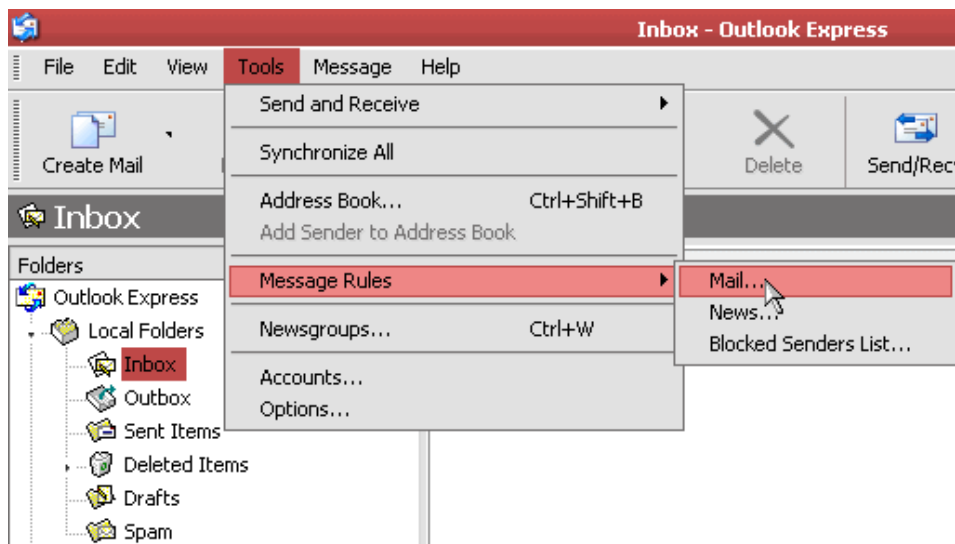 Inbox - Outlook Express
File Edit View Tools Message Help
Create Mail
Delete
Send/Rec
Send and Receive
Synchronize All
Address Book... Ctrl+Shift+B
Add Sender to Address Book
Message Rules
Newsgroups... Ctrl+W
Accounts...
Options...
Mail...
News...
Blocked Senders List...
Inbox
Folders
Outlook Express
Local Folders
Inbox
Outbox
Sent Items
Deleted Items
Drafts
Spam